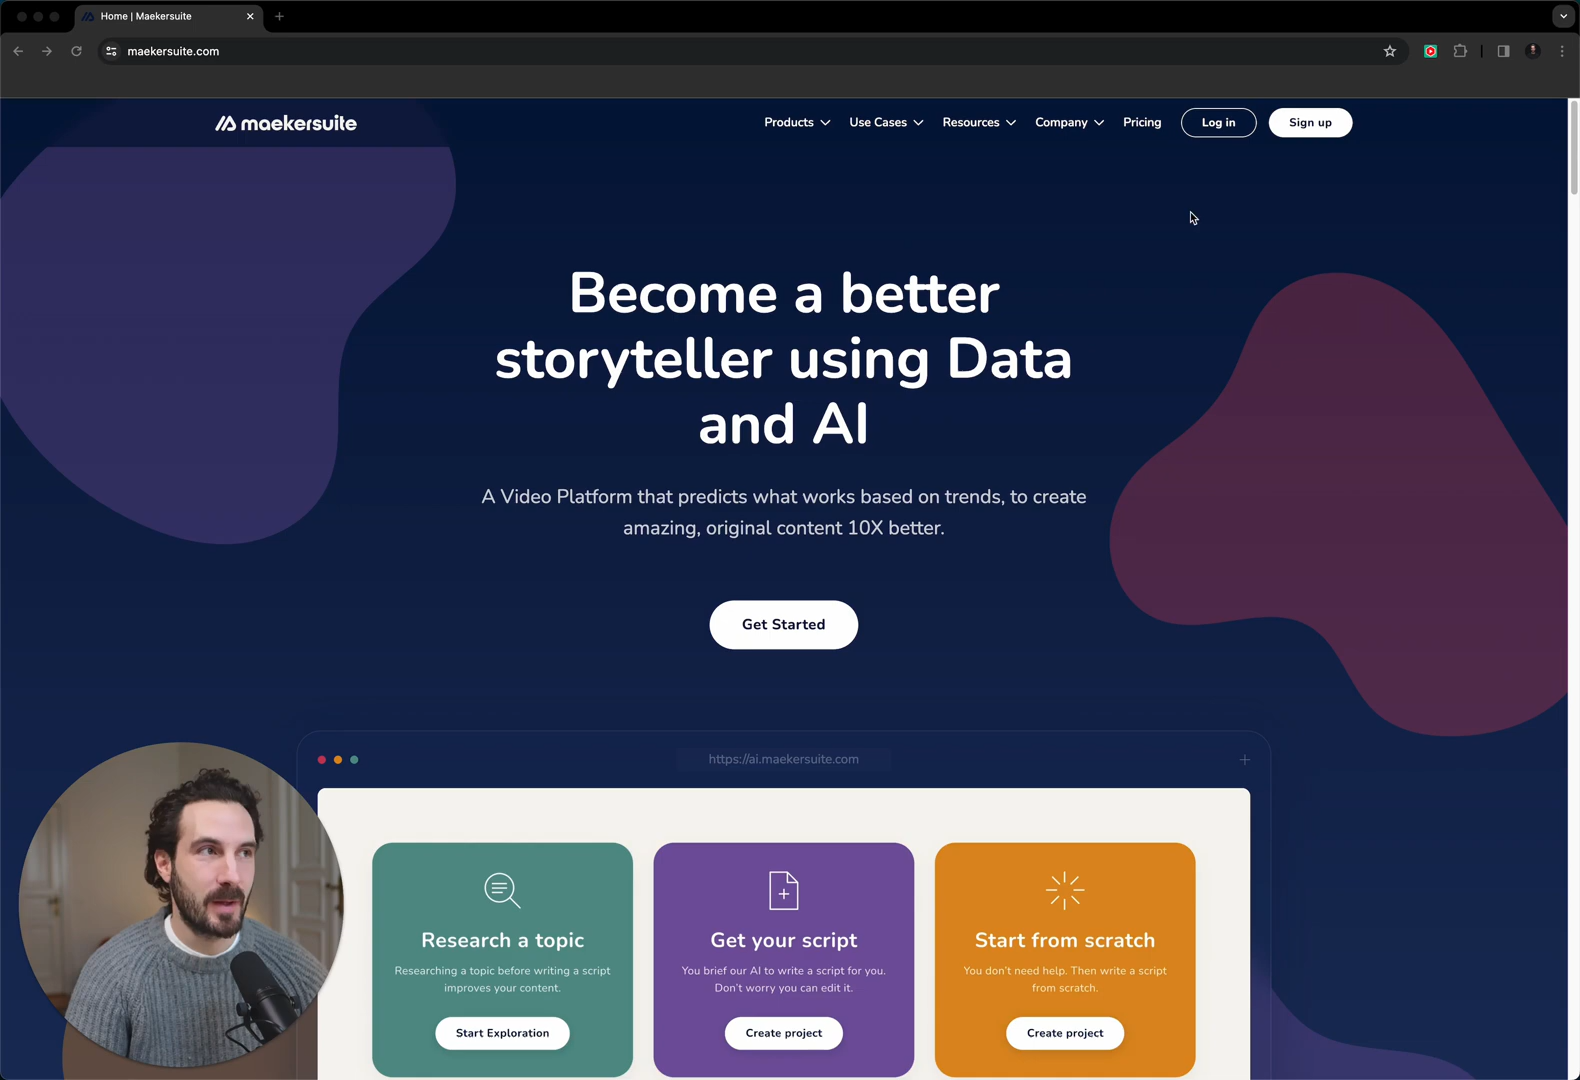 Home | Maekersuite
maekersuite.com
maekersuite
Products
Use Cases
Resources
Company
Pricing
Log in
Sign up
Become a better
storyteller using Data
and AI
A Video Platform that predicts what works based on trends, to create
amazing, original content 10X better.
Get Started
https://ai.maekersuite.com
Research a topic
Researching a topic before writing a script
improves your content.
Start Exploration
Get your script
You brief our AI to write a script for you.
Don't worry you can edit it.
Create project
Start from scratch
You don't need help. Then write a script
from scratch.
Create project